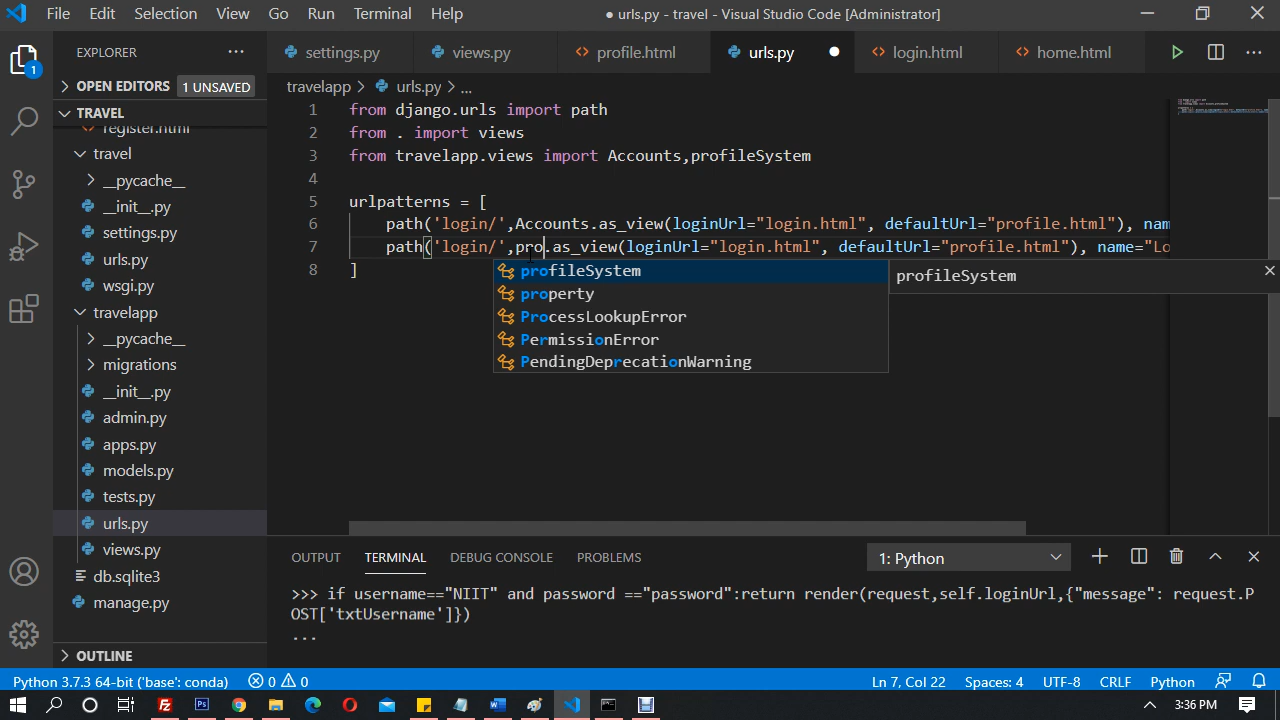 File Edit Selection View Go Run Terminal Help ● urls.py - travel - Visual Studio Code [Administrator]
EXPLORER ...
settings.py views.py profile.html urls.py login.html home.html
1
OPEN EDITORS 1 UNSAVED
travelapp > urls.py > ...
TRAVEL
register.html
travel
__pycache__
__init__.py
settings.py
urls.py
wsgi.py
travelapp
__pycache__
migrations
__init__.py
admin.py
apps.py
models.py
tests.py
urls.py
views.py
db.sqlite3
manage.py
OUTLINE
1 from django.urls import path
2 from . import views
3 from travelapp.views import Accounts,profileSystem
4
5 urlpatterns = [
6 path('login/',Accounts.as_view(loginUrl="login.html", defaultUrl="profile.html"), nam
7 path('login/',pro.as_view(loginUrl="login.html", defaultUrl="profile.html"), name="Lo
8 ]
profileSystem profileSystem
property
ProcessLookupError
PermissionError
PendingDeprecationWarning
OUTPUT TERMINAL DEBUG CONSOLE PROBLEMS 1: Python
>>> if username=="NIIT" and password =="password":return render(request,self.loginUrl,{"message": request.P
OST['txtUsername']})
...
Python 3.7.3 64-bit ('base': conda) 0 0 Ln 7, Col 22 Spaces: 4 UTF-8 CRLF Python
3:36 PM